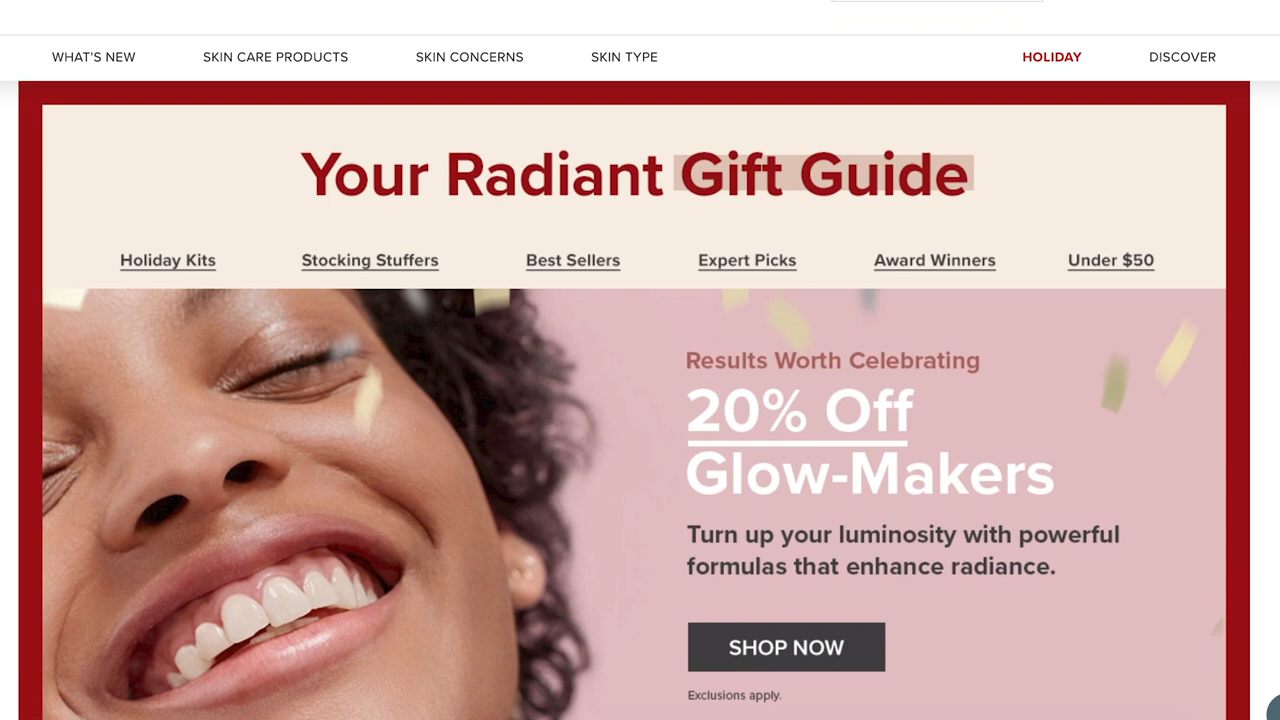 WHAT'S NEW SKIN CARE PRODUCTS SKIN CONCERNS SKIN TYPE HOLIDAY DISCOVER
Your Radiant Gift Guide
Holiday Kits Stocking Stuffers Best Sellers Expert Picks Award Winners Under $50
Results Worth Celebrating
20% Off
Glow-Makers
Turn up your luminosity with powerful
formulas that enhance radiance.
SHOP NOW
Exclusions apply.